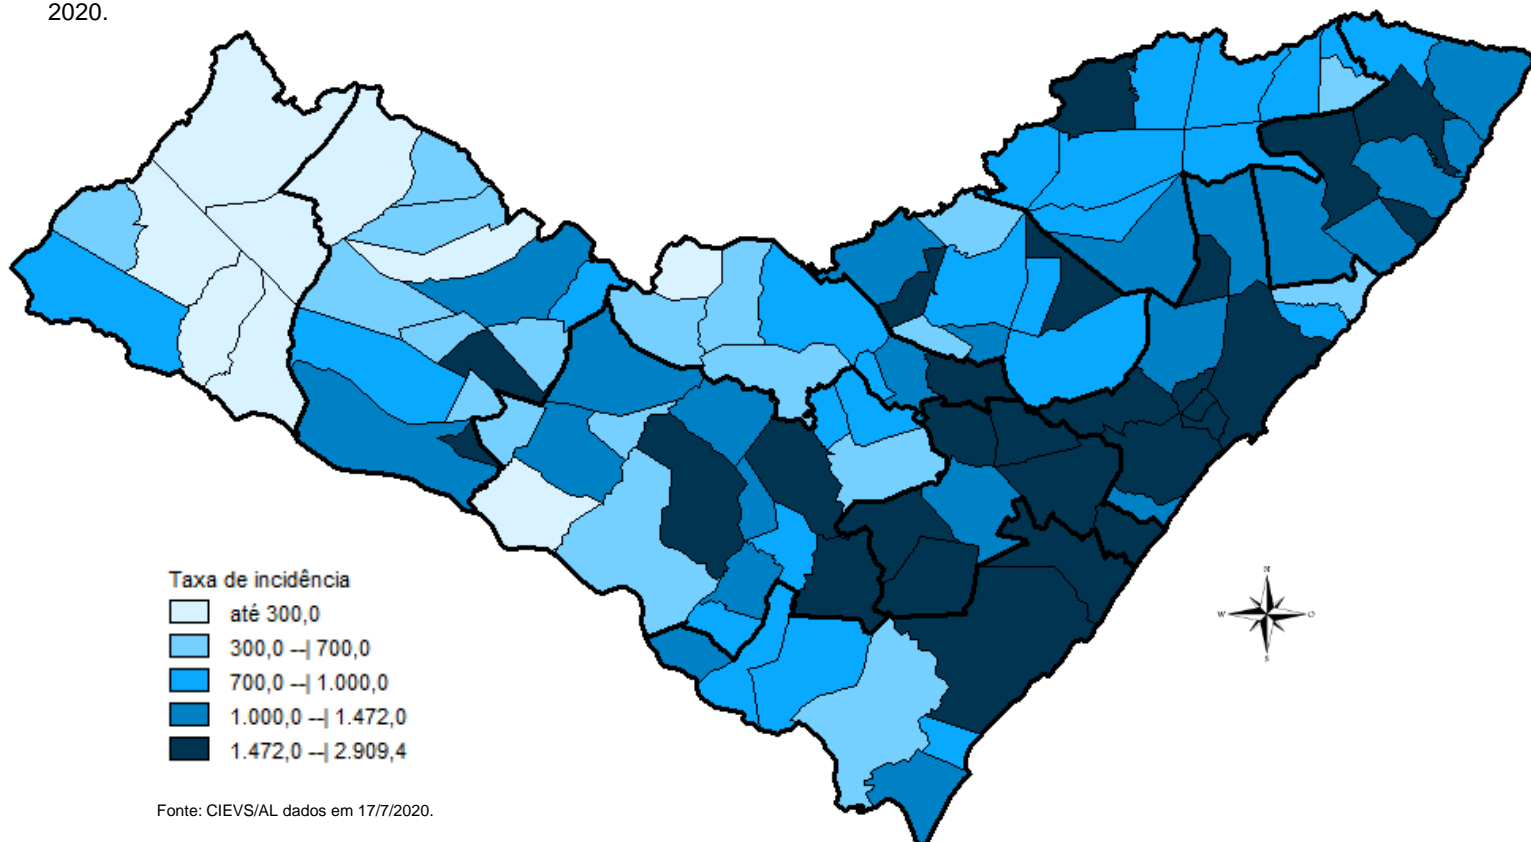 2020.
N
W
O
S
Taxa de incidência
até 300,0
300,0 --| 700,0
700,0 --| 1.000,0
1.000,0 --| 1.472,0
1.472,0 --| 2.909,4
Fonte: CIEVS/AL dados em 17/7/2020.